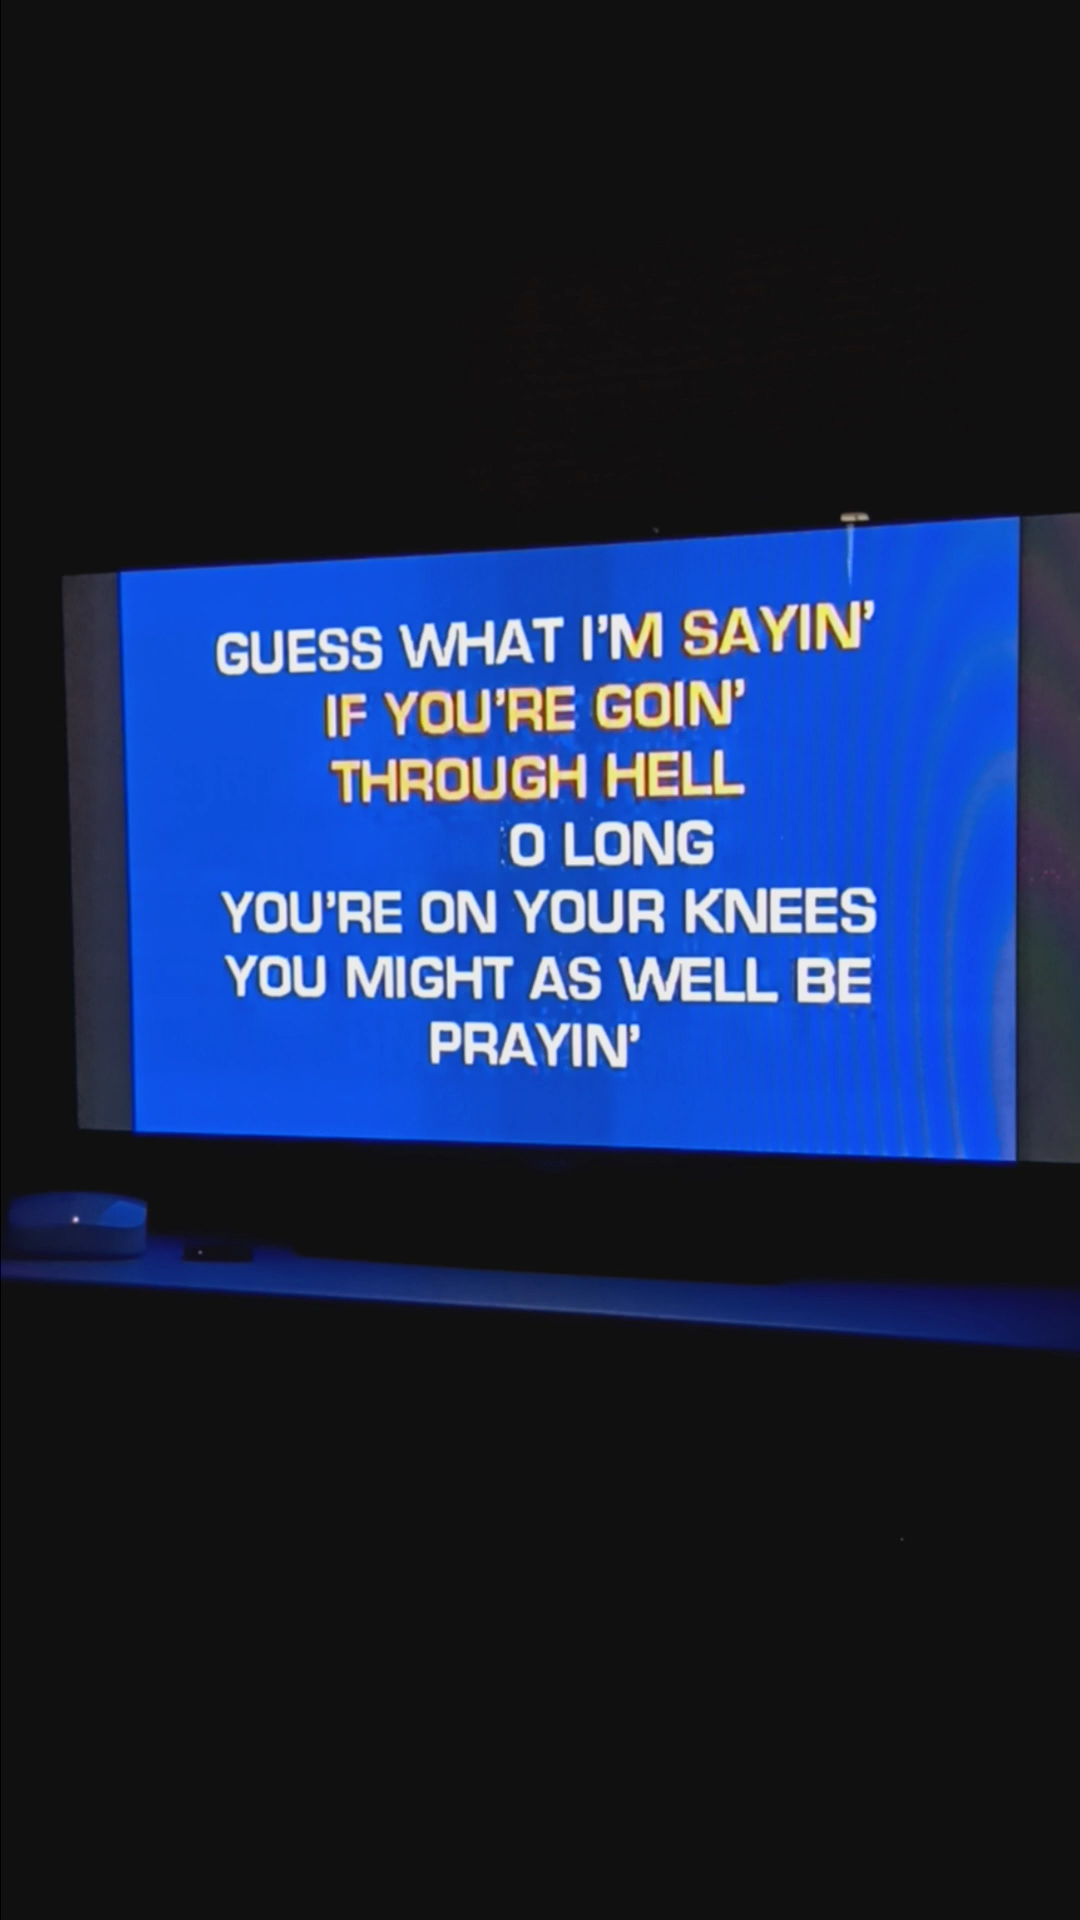 GUESS WHAT I'M SAYIN'
IF YOU'RE GOIN'
THROUGH HELL
O LONG
YOU'RE ON YOUR KNEES
YOU MIGHT AS WELL BE
PRAYIN'